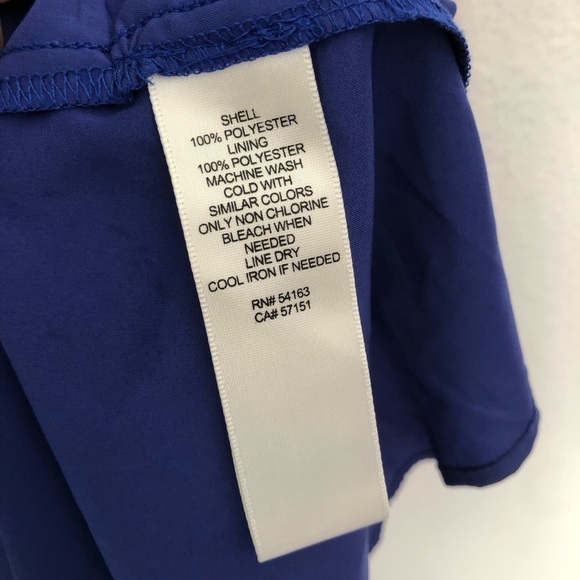 SHELL
100% POLYESTER
LINING
100% POLYESTER
MACHINE WASH
COLD WITH
SIMILAR COLORS
ONLY NON CHLORINE
BLEACH WHEN
NEEDED
LINE DRY
COOL IRON IF NEEDED
RN# 54163
CA# 57151